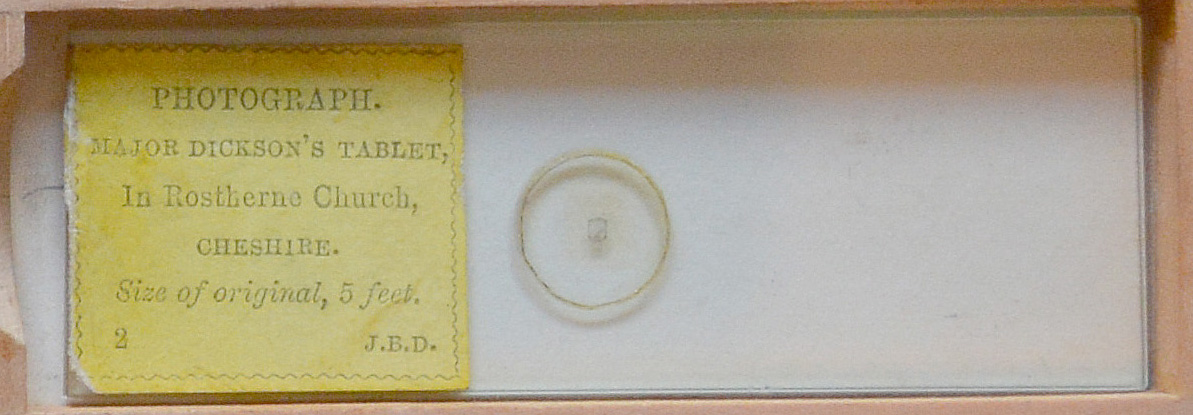 PHOTOGRAPH.
MAJOR DICKSON'S TABLET,
In Rostherne Church,
CHESHIRE.
Size of original, 5 feet.
2 J.B.D.